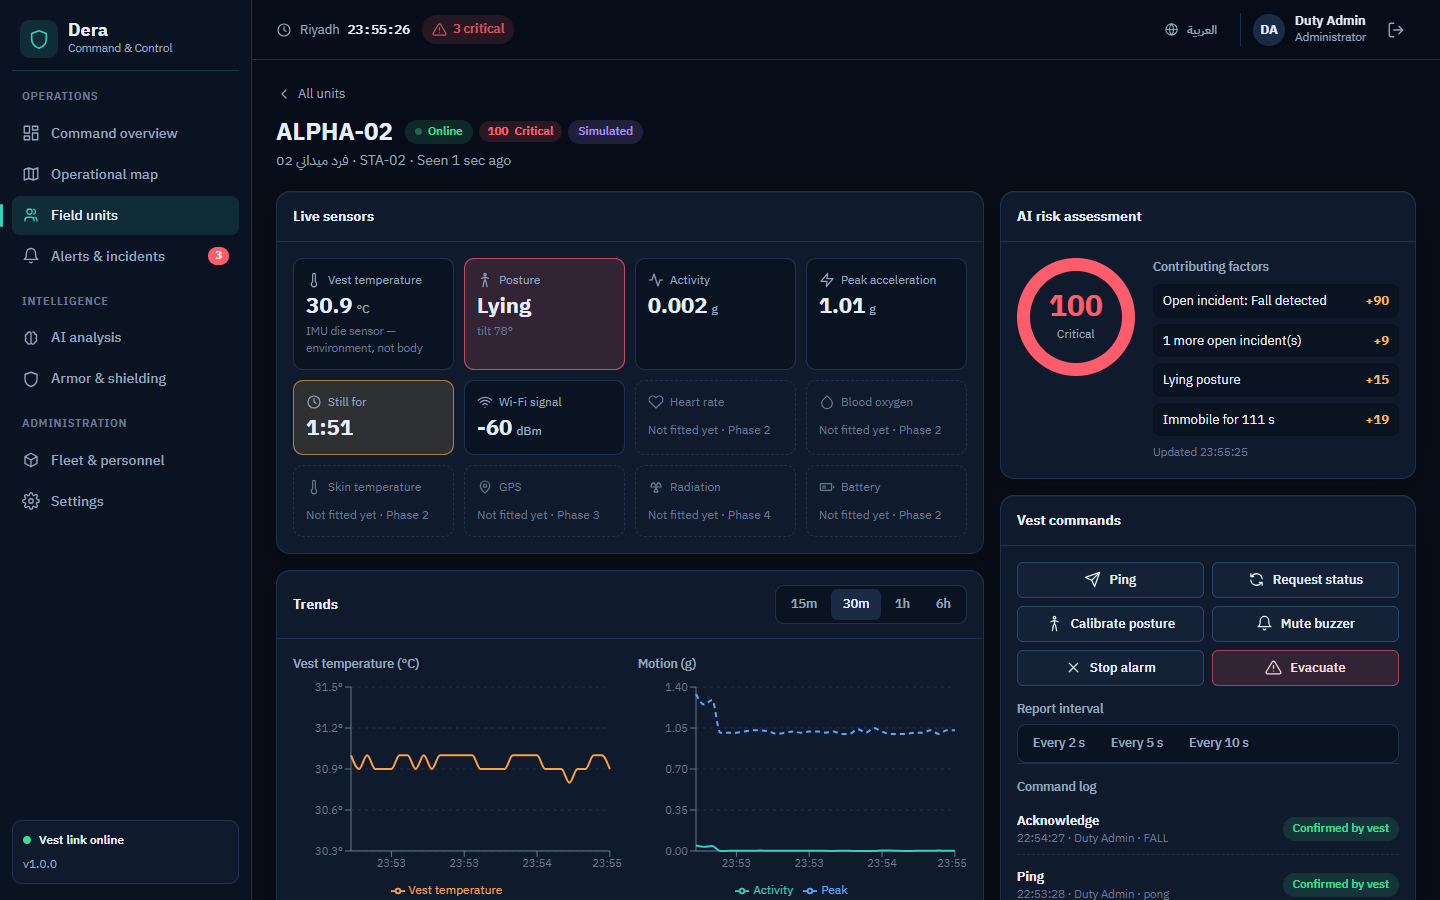 Dera
Command & Control
OPERATIONS
Command overview
Operational map
Field units
Alerts & incidents
3
INTELLIGENCE
AI analysis
Armor & shielding
ADMINISTRATION
Fleet & personnel
Settings
Vest link online
v1.0.0
Riyadh 23:55:26
3 critical
العربية
DA
Duty Admin
Administrator
All units
ALPHA-02
Online
100 Critical
Simulated
فرد ميداني 02 · STA-02 · Seen 1 sec ago
Live sensors
Vest temperature
30.9 °C
IMU die sensor —
environment, not body
Posture
Lying
tilt 78°
Activity
0.002 g
Peak acceleration
1.01 g
Still for
1:51
Wi-Fi signal
-60 dBm
Heart rate
Not fitted yet · Phase 2
Blood oxygen
Not fitted yet · Phase 2
Skin temperature
Not fitted yet · Phase 2
GPS
Not fitted yet · Phase 3
Radiation
Not fitted yet · Phase 4
Battery
Not fitted yet · Phase 2
Trends
15m 30m 1h 6h
Vest temperature (°C)
31.5°
31.2°
30.9°
30.6°
30.3°
23:53 23:53 23:54 23:55
Vest temperature
Motion (g)
1.40
1.05
0.70
0.35
0.00
23:53 23:53 23:54 23:55
Activity Peak
AI risk assessment
100
Critical
Contributing factors
Open incident: Fall detected +90
1 more open incident(s) +9
Lying posture +15
Immobile for 111 s +19
Updated 23:55:25
Vest commands
Ping
Request status
Calibrate posture
Mute buzzer
Stop alarm
Evacuate
Report interval
Every 2 s Every 5 s Every 10 s
Command log
Acknowledge
22:54:27 · Duty Admin · FALL
Confirmed by vest
Ping
22:53:28 · Duty Admin · pong
Confirmed by vest